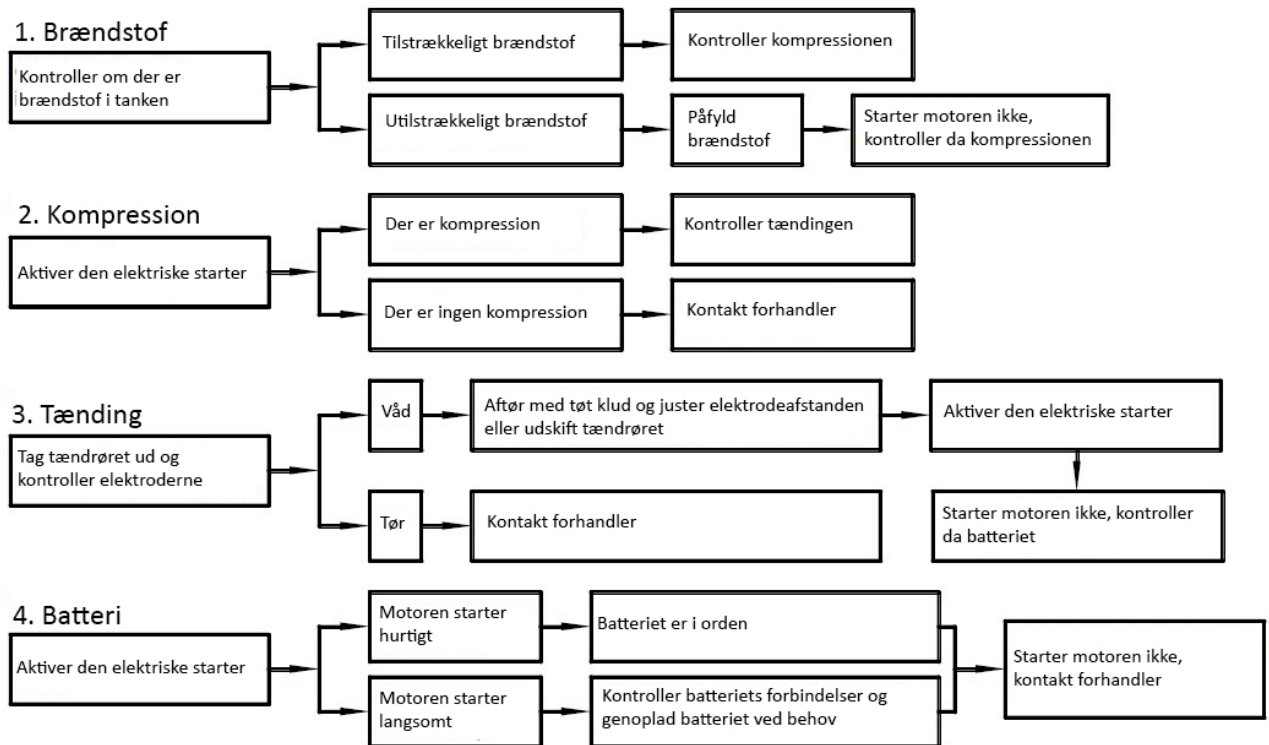 1. Brændstof
Kontroller om der er
brændstof i tanken
Tilstrækkeligt brændstof
Kontroller kompressionen
Utilstrækkeligt brændstof
Påfyld
brændstof
Starter motoren ikke,
kontroller da kompressionen
2. Kompression
Aktiver den elektriske starter
Der er kompression
Kontroller tændingen
Der er ingen kompression
Kontakt forhandler
3. Tænding
Tag tændrøret ud og
kontroller elektroderne
Våd
Aftør med tøt klud og juster elektrodeafstanden
eller udskift tændrøret
Aktiver den elektriske starter
Starter motoren ikke, kontroller
da batteriet
Tør
Kontakt forhandler
4. Batteri
Aktiver den elektriske starter
Motoren starter
hurtigt
Batteriet er i orden
Motoren starter
langsomt
Kontroller batteriets forbindelser og
genoplad batteriet ved behov
Starter motoren ikke,
kontakt forhandler